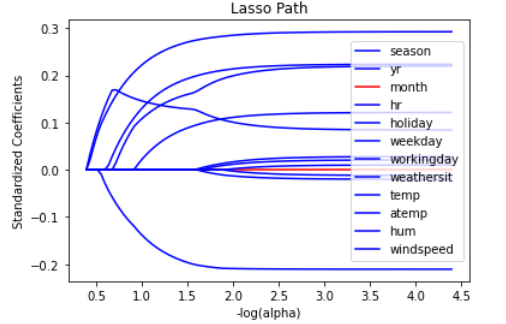 Lasso Path
Standardized Coefficients
0.3
0.2
0.1
0.0
−0.1
−0.2
season
yr
month
hr
holiday
weekday
workingday
weathersit
temp
atemp
hum
windspeed
0.5 1.0 1.5 2.0 2.5 3.0 3.5 4.0 4.5
-log(alpha)